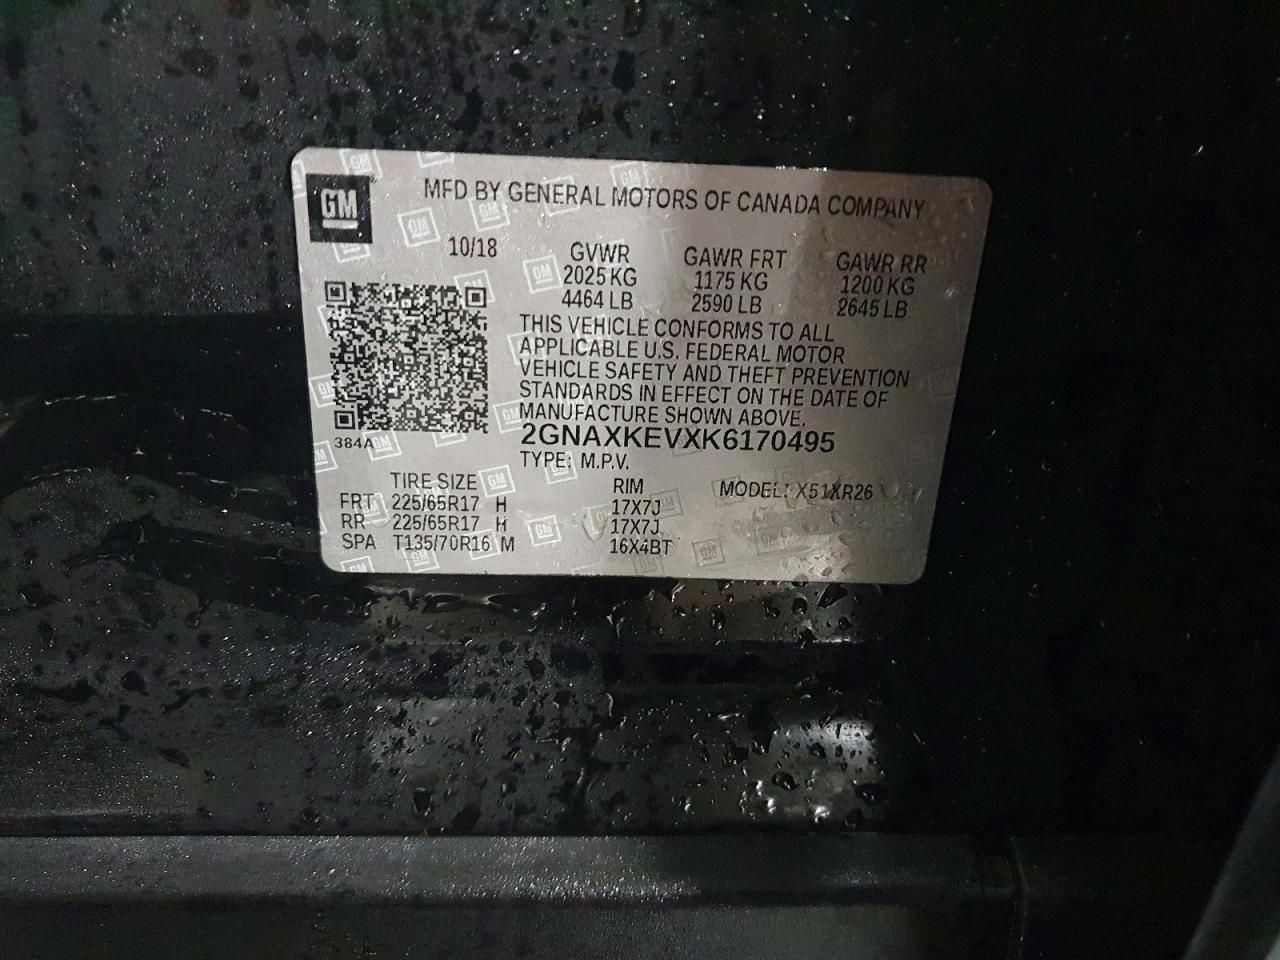 GM
MFD BY GENERAL MOTORS OF CANADA COMPANY
10/18 GVWR GAWR FRT GAWR RR
2025 KG 1175 KG 1200 KG
4464 LB 2590 LB 2645 LB
THIS VEHICLE CONFORMS TO ALL
APPLICABLE U.S. FEDERAL MOTOR
VEHICLE SAFETY AND THEFT PREVENTION
STANDARDS IN EFFECT ON THE DATE OF
MANUFACTURE SHOWN ABOVE.
384A 2GNAXKEVXK6170495
TYPE: M.P.V.
TIRE SIZE RIM MODEL: X51XR26
FRT 225/65R17 H 17X7J
RR 225/65R17 H 17X7J
SPA T135/70R16 M 16X4BT